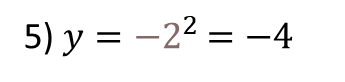 5) y = −2² = −4